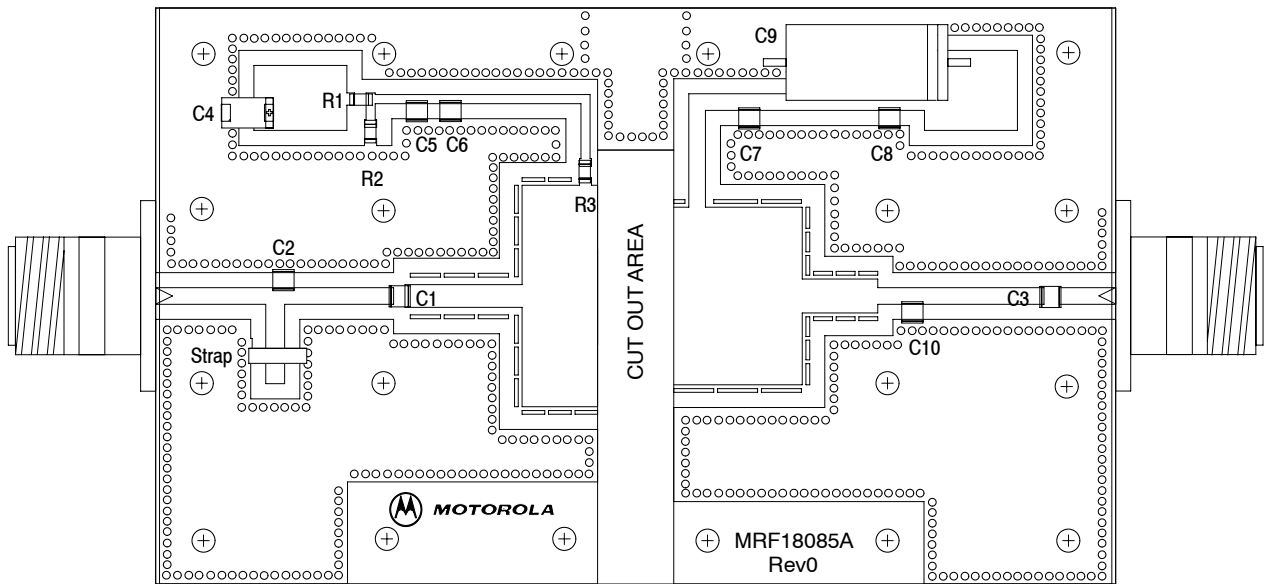 C9
C4
R1
C5
C6
R2
C7
C8
R3
C2
C1
C3
C10
Strap
CUT OUT AREA
MOTOROLA
MRF18085A
Rev0